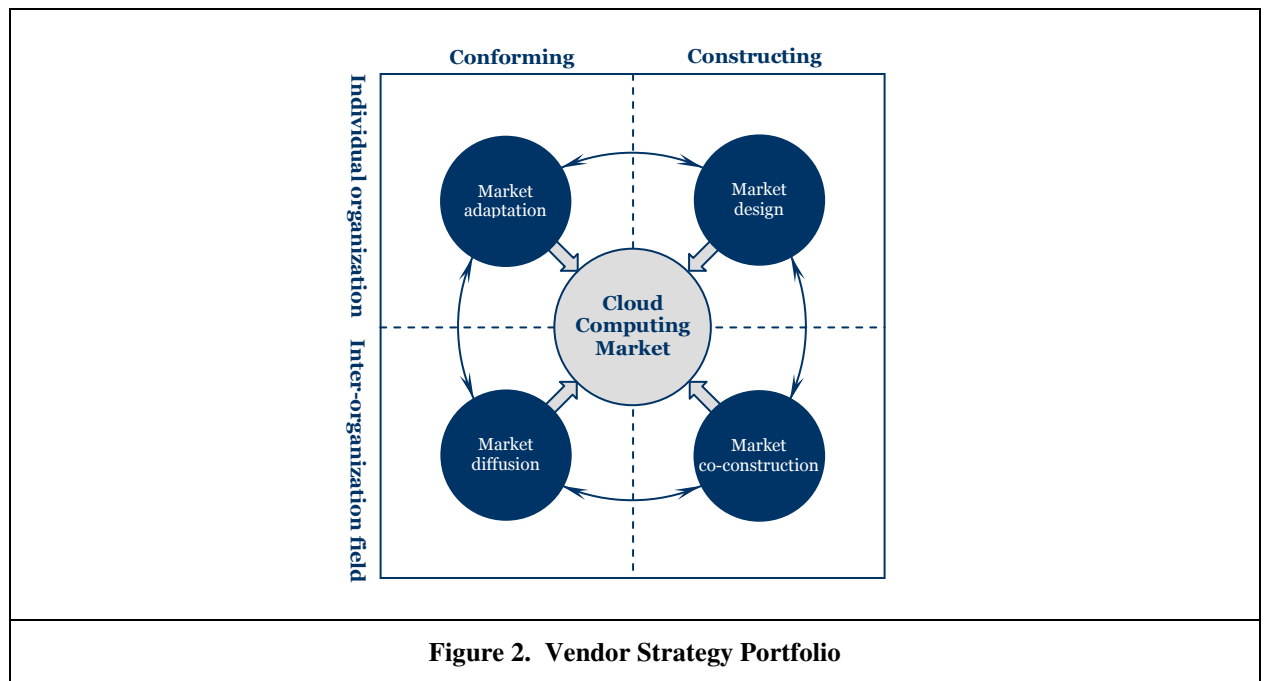 Conforming
Constructing
Individual organization
Inter-organization field
Market
adaptation
Market
design
Cloud
Computing
Market
Market
diffusion
Market
co-construction
Figure 2. Vendor Strategy Portfolio